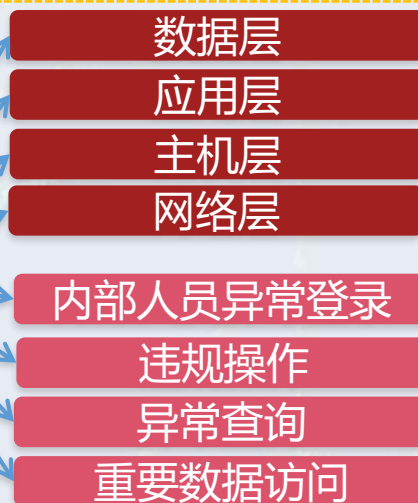 数据层
应用层
主机层
网络层
内部人员异常登录
违规操作
异常查询
重要数据访问